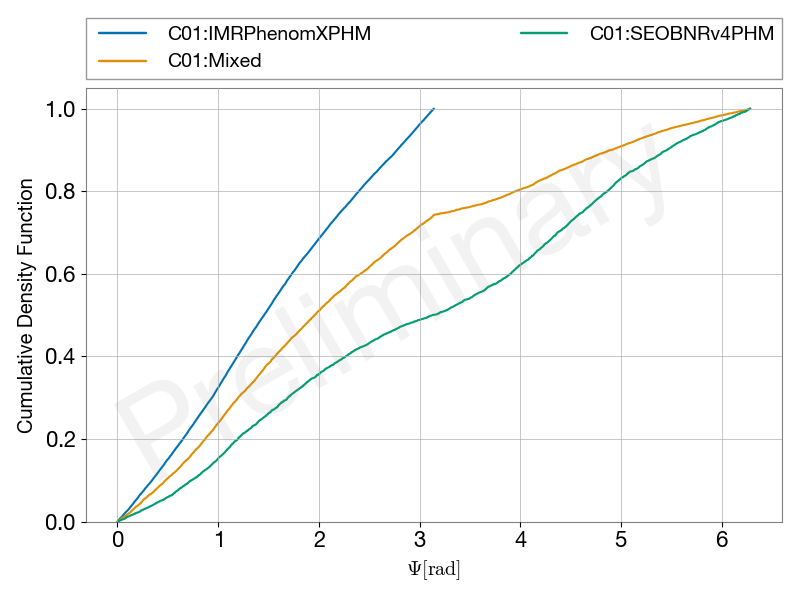 C01:IMRPhenomXPHM
C01:Mixed
C01:SEOBNRv4PHM
1.0
0.8
0.6
0.4
0.2
0.0
Cumulative Density Function
Preliminary
0 1 2 3 4 5 6
Ψ[rad]